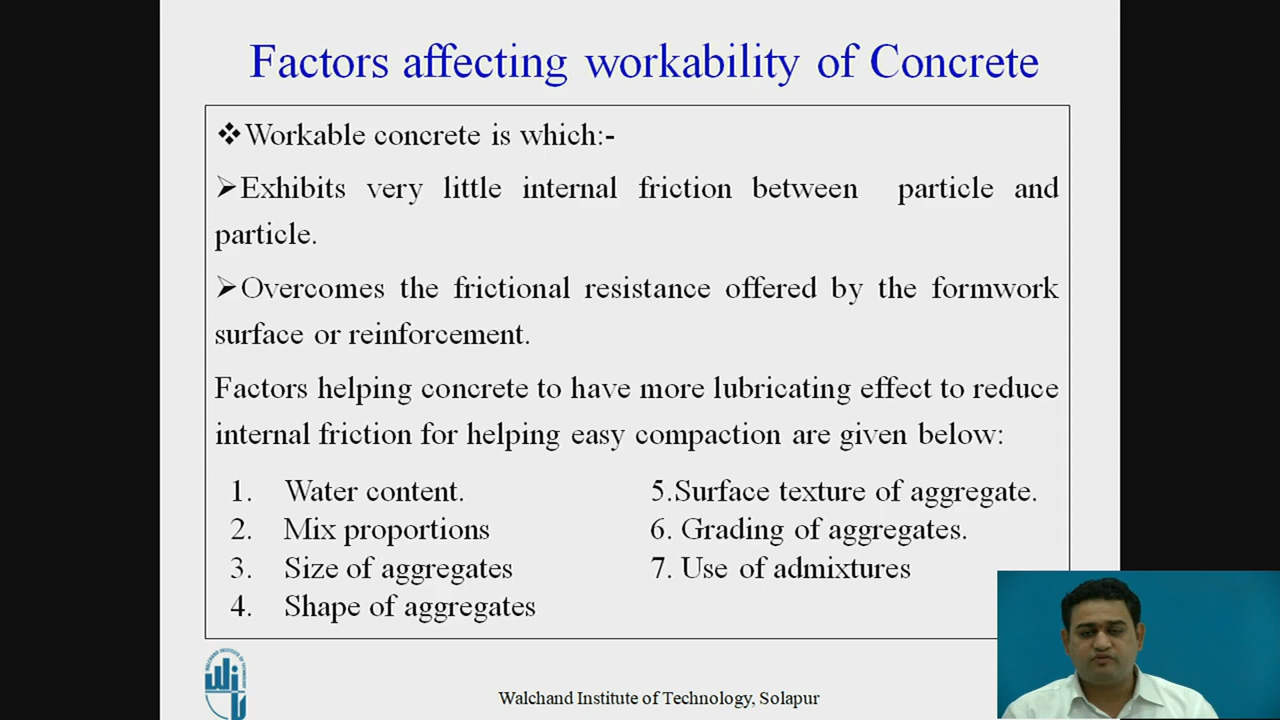 Factors affecting workability of Concrete
❖Workable concrete is which:-
➢Exhibits very little internal friction between particle and
particle.
➢Overcomes the frictional resistance offered by the formwork
surface or reinforcement.
Factors helping concrete to have more lubricating effect to reduce
internal friction for helping easy compaction are given below:
1. Water content.
2. Mix proportions
3. Size of aggregates
4. Shape of aggregates
5.Surface texture of aggregate.
6. Grading of aggregates.
7. Use of admixtures
Walchand Institute of Technology, Solapur